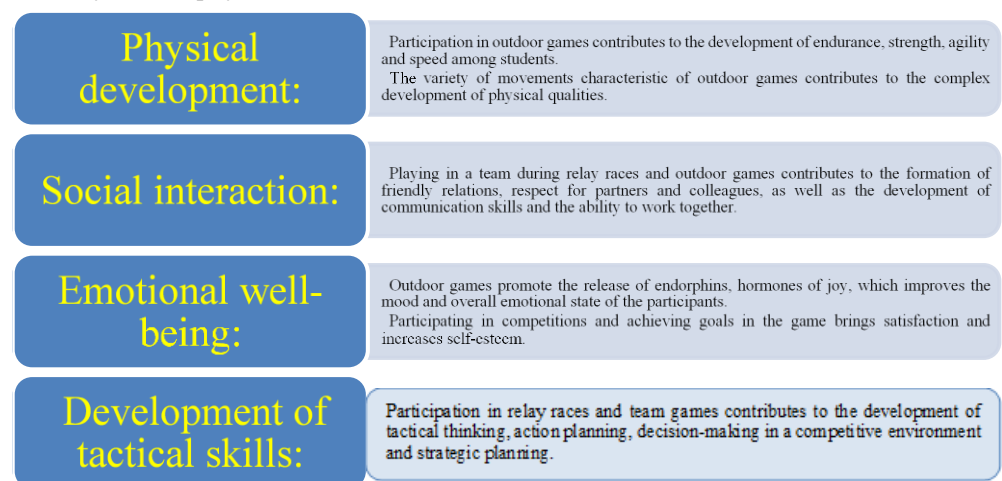 Physical
development:
Participation in outdoor games contributes to the development of endurance, strength, agility
and speed among students.
The variety of movements characteristic of outdoor games contributes to the complex
development of physical qualities.
Social interaction:
Playing in a team during relay races and outdoor games contributes to the formation of
friendly relations, respect for partners and colleagues, as well as the development of
communication skills and the ability to work together.
Emotional well-
being:
Outdoor games promote the release of endorphins, hormones of joy, which improves the
mood and overall emotional state of the participants.
Participating in competitions and achieving goals in the game brings satisfaction and
increases self-esteem.
Development of
tactical skills:
Participation in relay races and team games contributes to the development of
tactical thinking, action planning, decision-making in a competitive environment
and strategic planning.